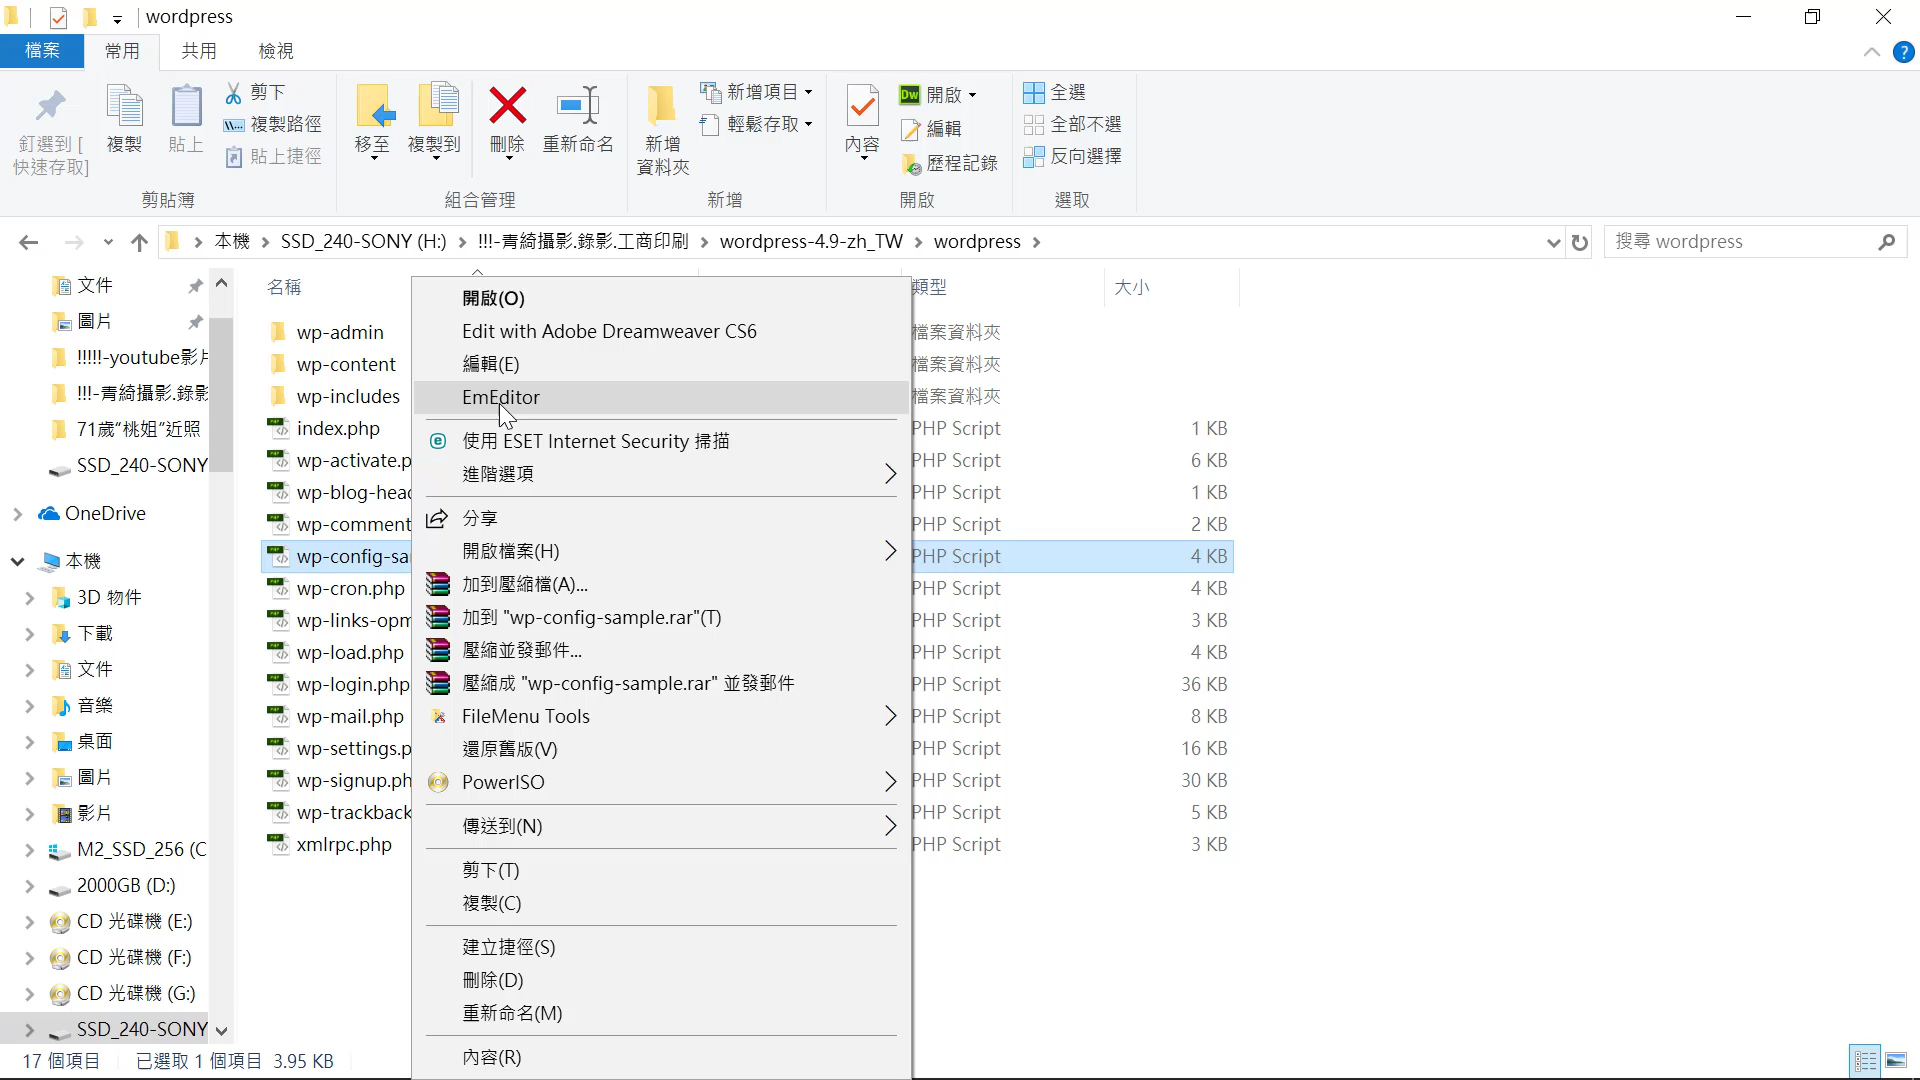 wordpress
檔案 常用 共用 檢視
釘選到 [
快速存取]
複製
貼上
剪下
複製路徑
貼上捷徑
剪貼簿
移至
複製到
刪除
重新命名
組合管理
新增
資料夾
新增項目
輕鬆存取
新增
內容
Dw 開啟
編輯
歷程記錄
開啟
全選
全部不選
反向選擇
選取
本機 SSD_240-SONY (H:) !!!-青綺攝影.錄影.工商印刷 wordpress-4.9-zh_TW wordpress
搜尋 wordpress
文件
圖片
!!!!!-youtube影片
!!!-青綺攝影.錄影
71歲“桃姐”近照
SSD_240-SONY
OneDrive
本機
3D 物件
下載
文件
音樂
桌面
圖片
影片
M2_SSD_256 (C
2000GB (D:)
CD 光碟機 (E:)
CD 光碟機 (F:)
CD 光碟機 (G:)
SSD_240-SONY
名稱 類型 大小
wp-admin 檔案資料夾
wp-content 檔案資料夾
wp-includes 檔案資料夾
index.php PHP Script 1 KB
wp-activate.p PHP Script 6 KB
wp-blog-head PHP Script 1 KB
wp-comment PHP Script 2 KB
wp-config-sa PHP Script 4 KB
wp-cron.php PHP Script 4 KB
wp-links-opm PHP Script 3 KB
wp-load.php PHP Script 4 KB
wp-login.php PHP Script 36 KB
wp-mail.php PHP Script 8 KB
wp-settings.p PHP Script 16 KB
wp-signup.ph PHP Script 30 KB
wp-trackback PHP Script 5 KB
xmlrpc.php PHP Script 3 KB
開啟(O)
Edit with Adobe Dreamweaver CS6
編輯(E)
EmEditor
使用 ESET Internet Security 掃描
進階選項
分享
開啟檔案(H)
加到壓縮檔(A)...
加到 "wp-config-sample.rar"(T)
壓縮並發郵件...
壓縮成 "wp-config-sample.rar" 並發郵件
FileMenu Tools
還原舊版(V)
PowerISO
傳送到(N)
剪下(T)
複製(C)
建立捷徑(S)
刪除(D)
重新命名(M)
內容(R)
17 個項目 已選取 1 個項目 3.95 KB